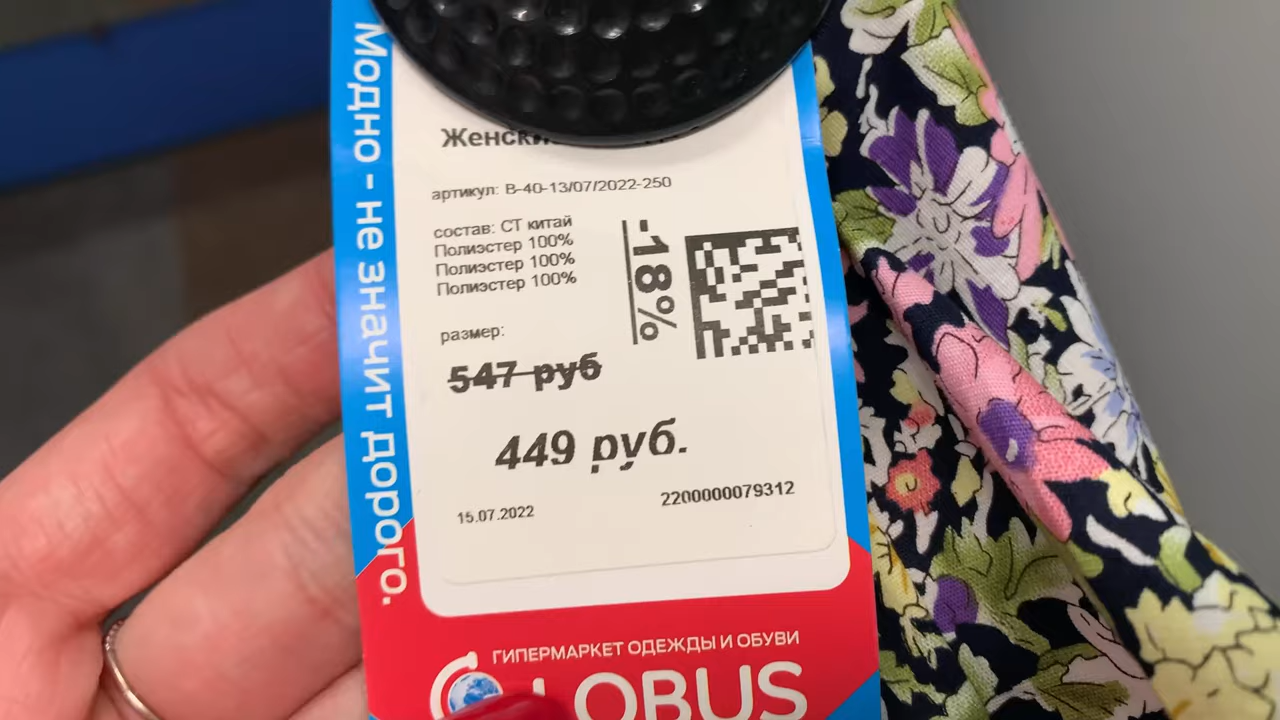 Модно - не значит дорого.
артикул: В-40-13/07/2022-250
состав: СТ китай
Полиэстер 100%
Полиэстер 100%
Полиэстер 100%
-18%
размер:
547 руб
449 руб.
15.07.2022
2200000079312
ГИПЕРМАРКЕТ ОДЕЖДЫ И ОБУВИ
LOBUS